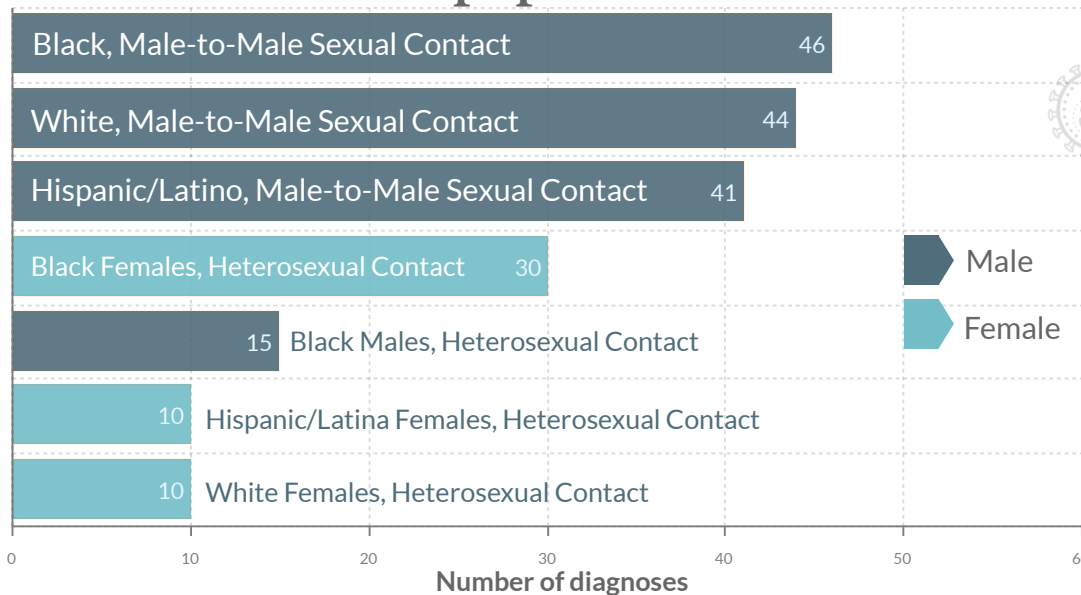 Black, Male-to-Male Sexual Contact 46
White, Male-to-Male Sexual Contact 44
Hispanic/Latino, Male-to-Male Sexual Contact 41
Black Females, Heterosexual Contact 30
Male
15 Black Males, Heterosexual Contact
Female
10 Hispanic/Latina Females, Heterosexual Contact
10 White Females, Heterosexual Contact
0 10 20 30 40 50
Number of diagnoses